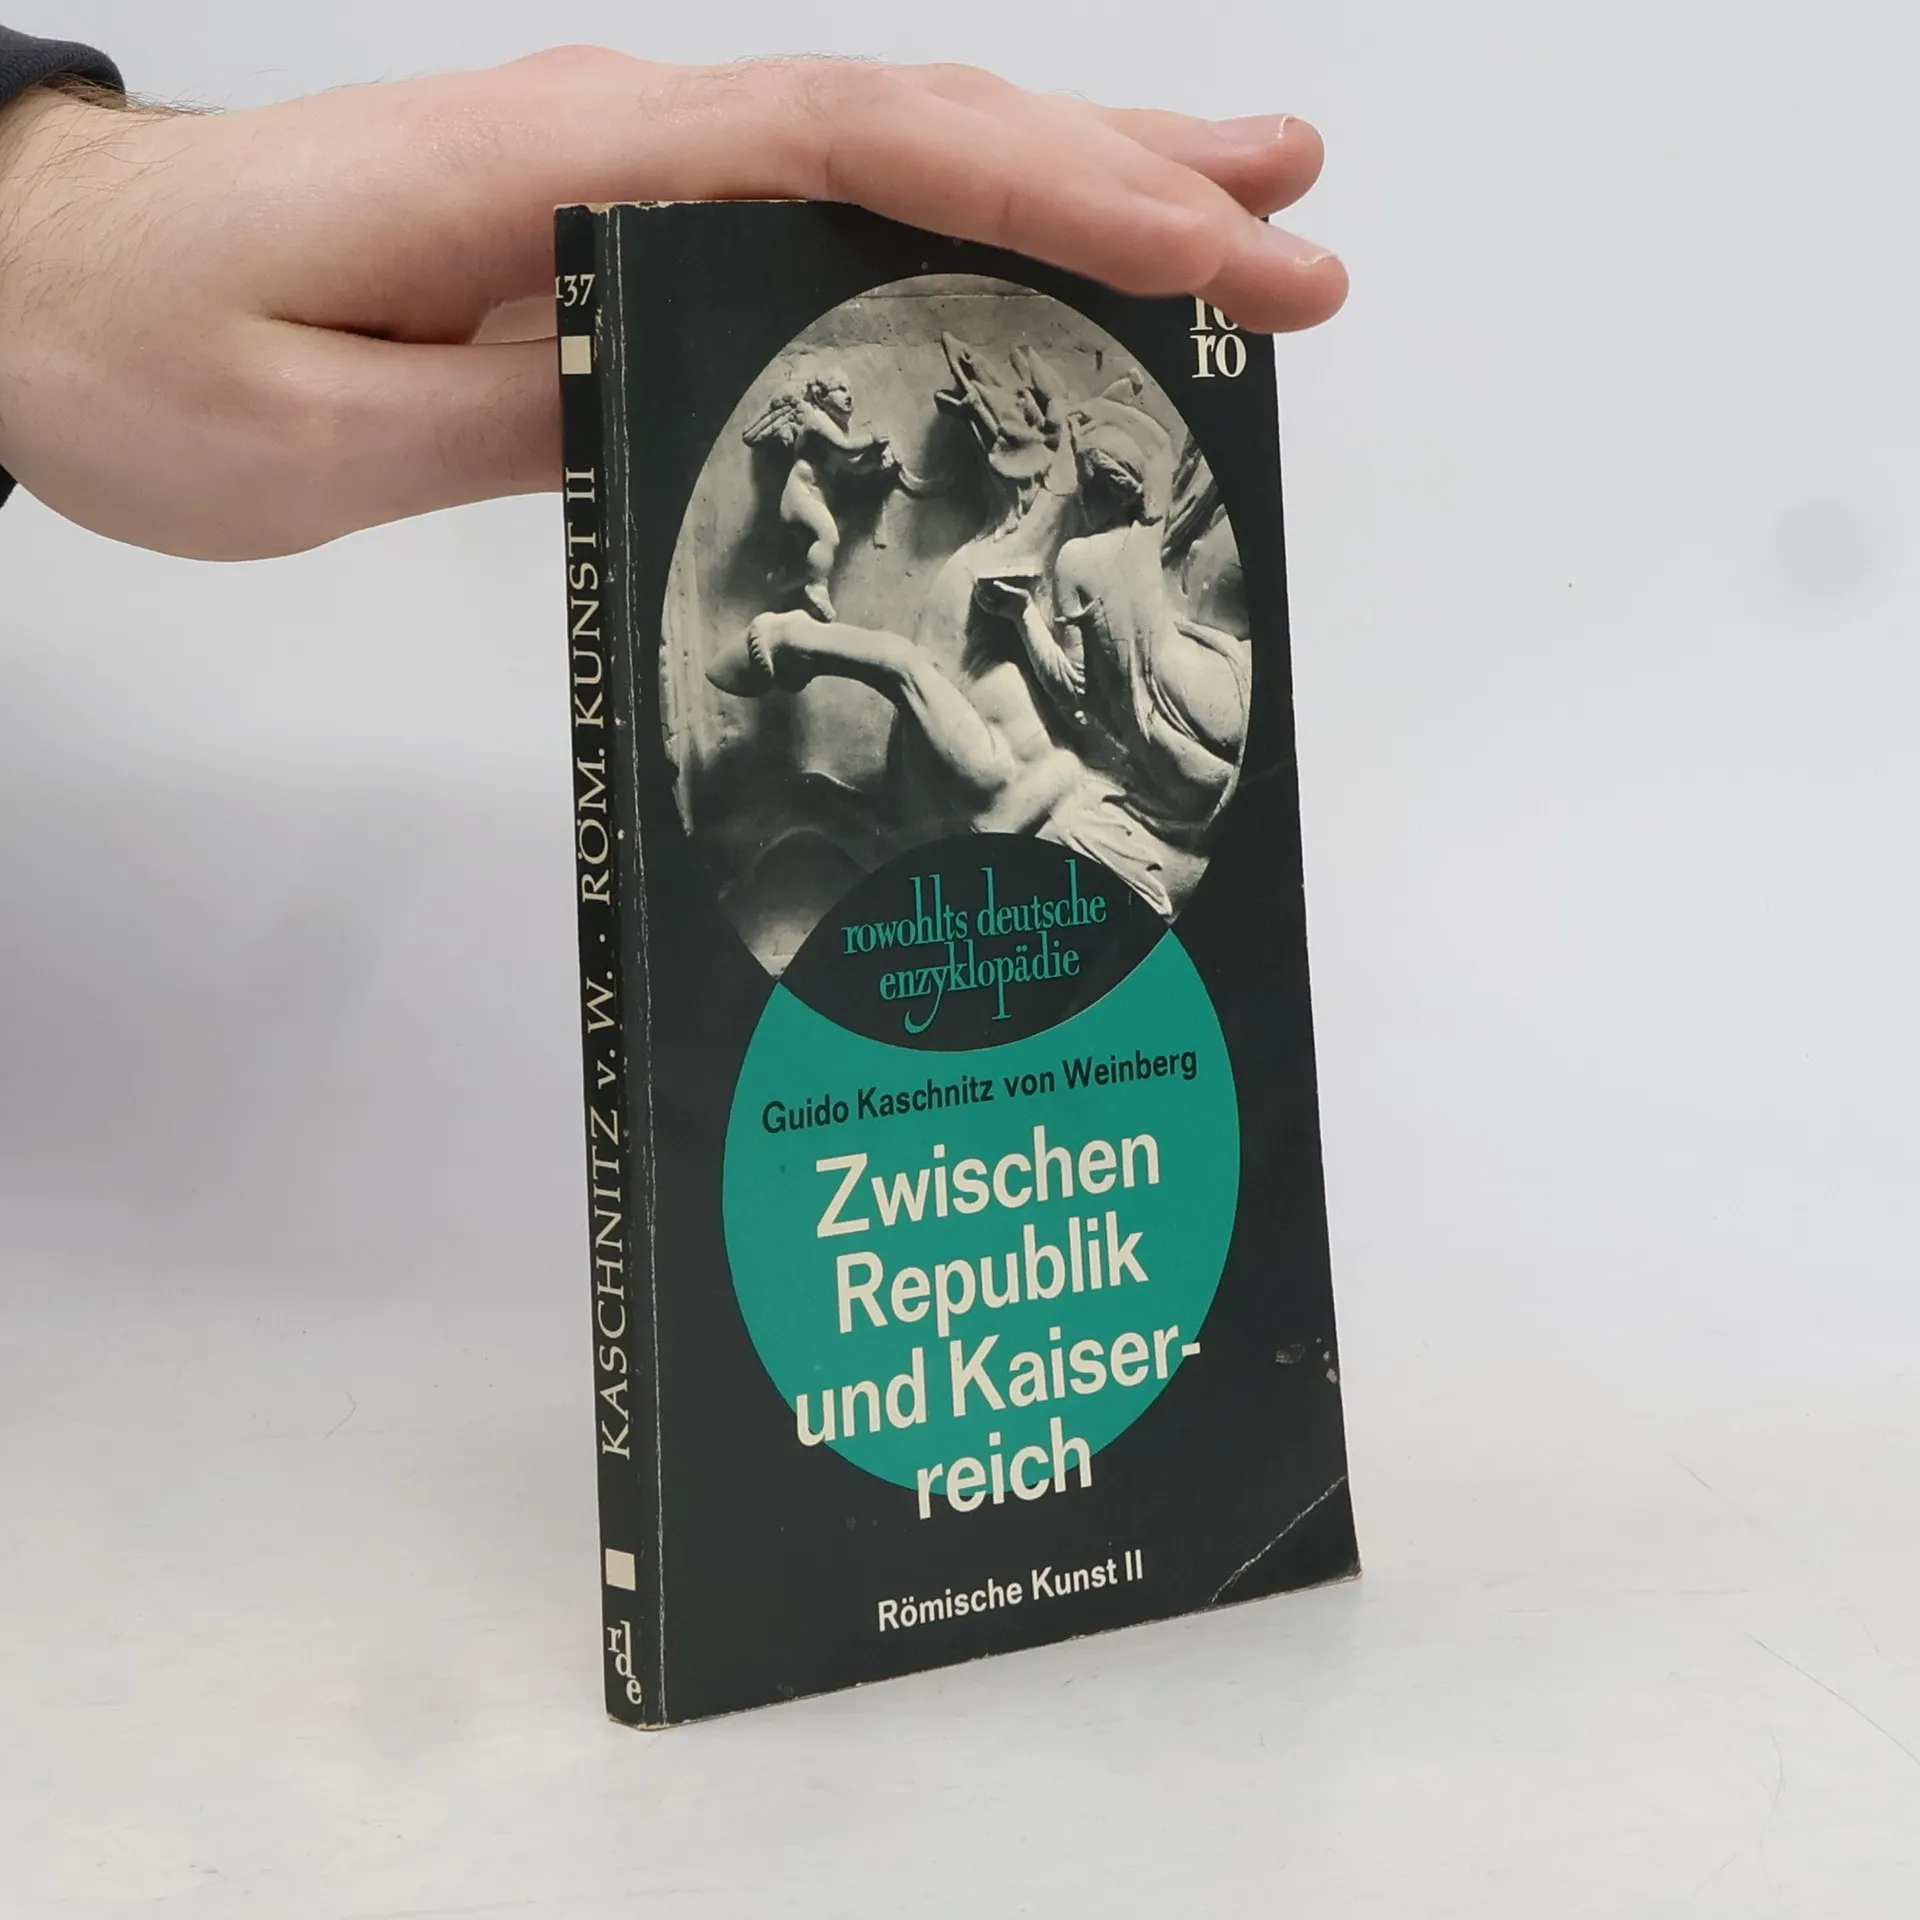 137
KASCHNITZ v. W. · RÖM. KUNST II
rde
ro
rowohlts deutsche
enzyklopädie
Guido Kaschnitz von Weinberg
Zwischen
Republik
und Kaiser-
reich
Römische Kunst II